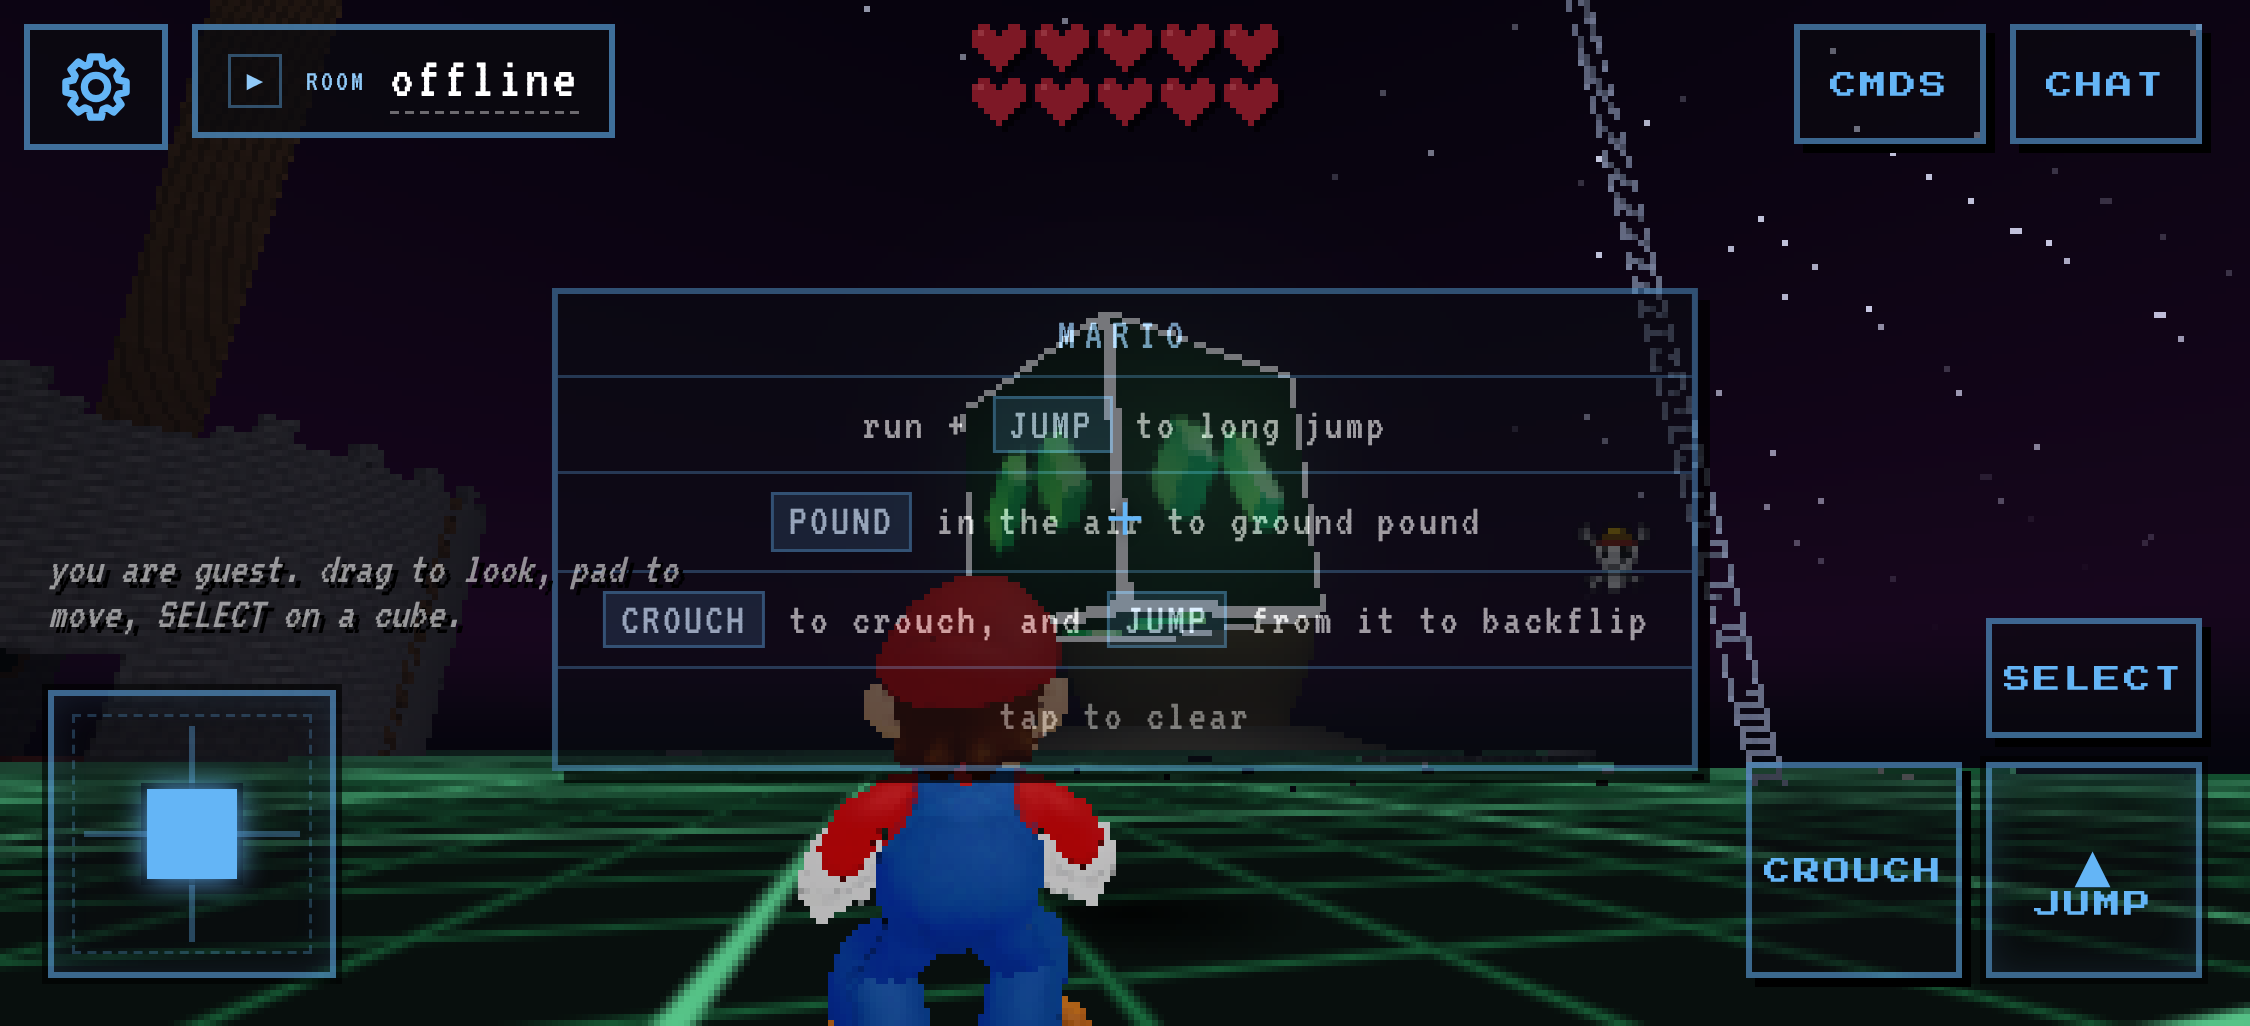 ROOM offline
CMDS
CHAT
MARIO
run + JUMP to long jump
POUND in the air to ground pound
CROUCH to crouch, and JUMP from it to backflip
tap to clear
you are guest. drag to look, pad to
move, SELECT on a cube.
SELECT
CROUCH
JUMP